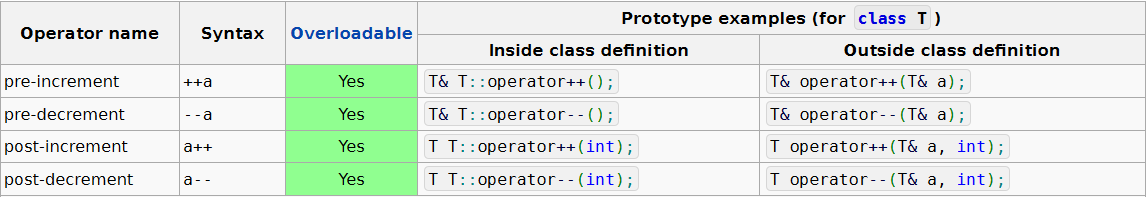 Operator name Syntax Overloadable Prototype examples (for class T )
Inside class definition Outside class definition
pre-increment ++a Yes T& T::operator++(); T& operator++(T& a);
pre-decrement --a Yes T& T::operator--(); T& operator--(T& a);
post-increment a++ Yes T T::operator++(int); T operator++(T& a, int);
post-decrement a-- Yes T T::operator--(int); T operator--(T& a, int);